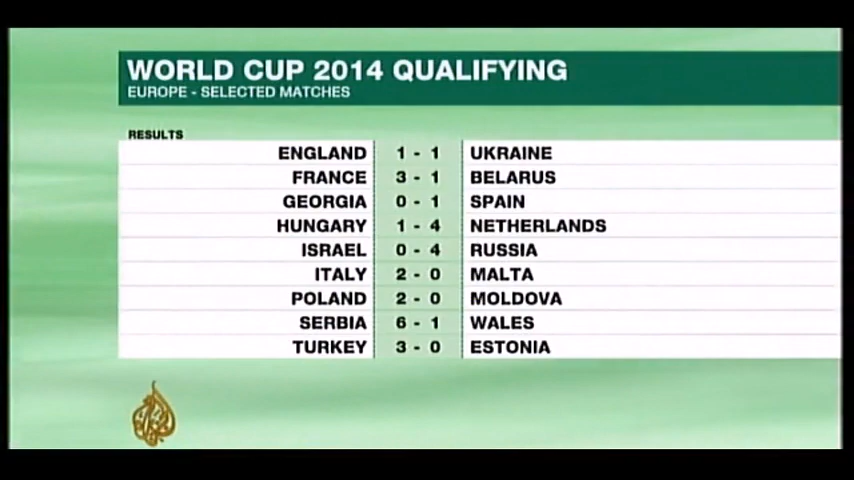 WORLD CUP 2014 QUALIFYING
EUROPE - SELECTED MATCHES
RESULTS
ENGLAND 1 - 1 UKRAINE
FRANCE 3 - 1 BELARUS
GEORGIA 0 - 1 SPAIN
HUNGARY 1 - 4 NETHERLANDS
ISRAEL 0 - 4 RUSSIA
ITALY 2 - 0 MALTA
POLAND 2 - 0 MOLDOVA
SERBIA 6 - 1 WALES
TURKEY 3 - 0 ESTONIA